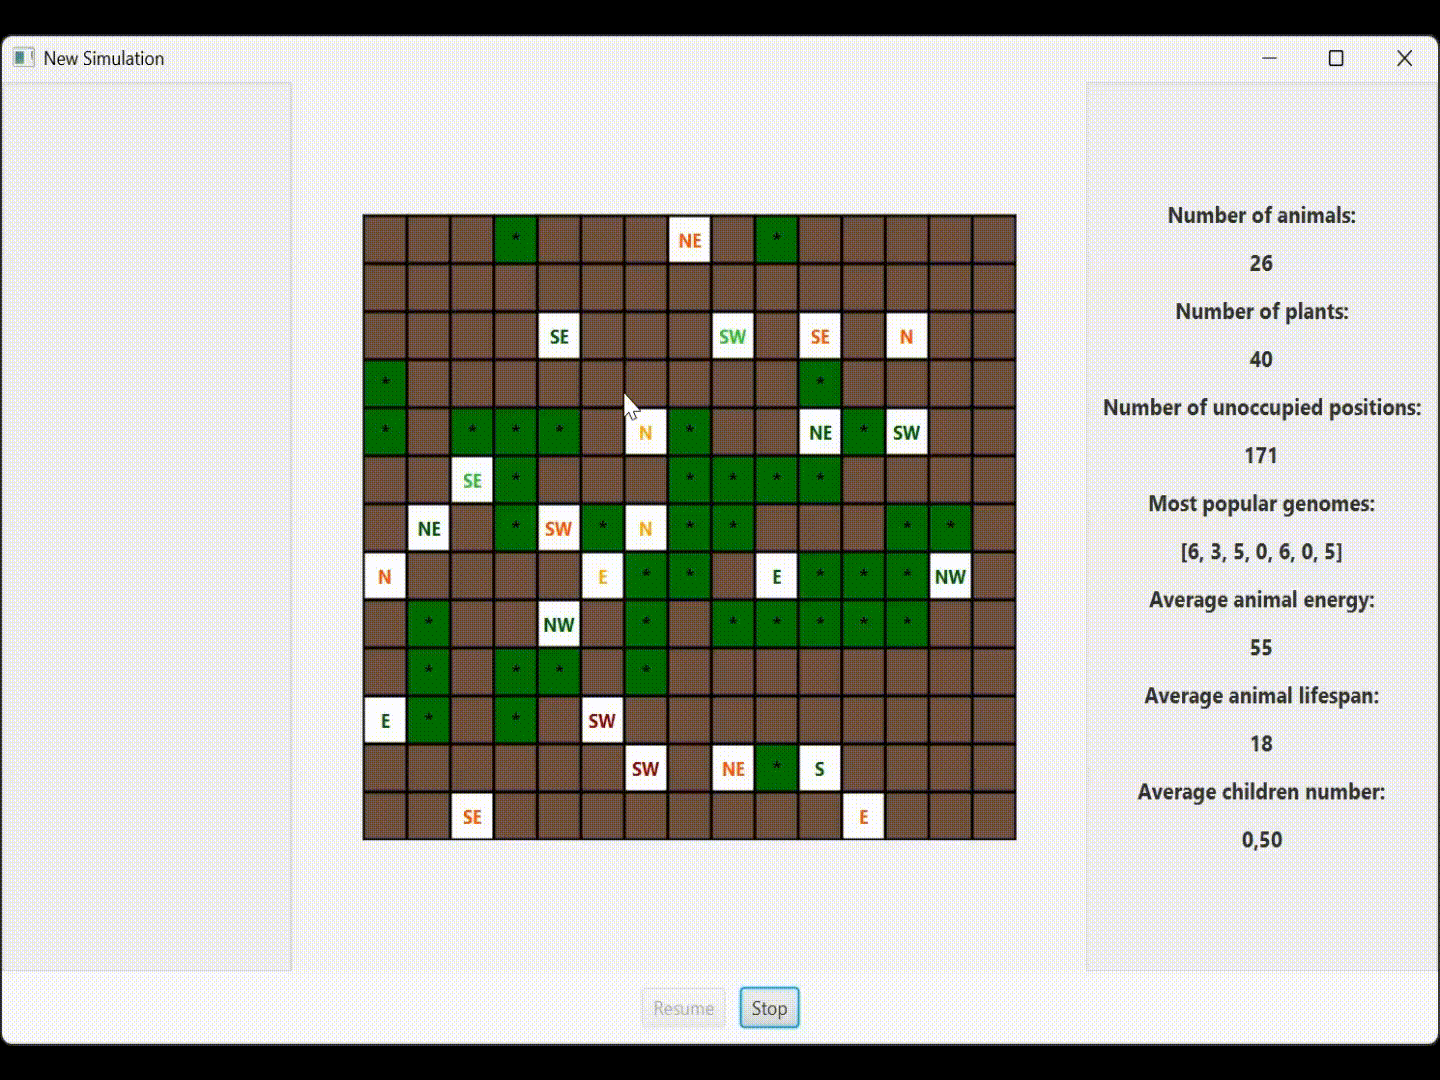 New Simulation
* NE *
SE SW SE N
* *
* * * * N * NE * SW
SE * * * * *
NE * SW * N * * * *
N E * * E * * * NW
* NW * * * * * *
* * * *
E * * SW
SW NE * S
SE E
Number of animals:
26
Number of plants:
40
Number of unoccupied positions:
171
Most popular genomes:
[6, 3, 5, 0, 6, 0, 5]
Average animal energy:
55
Average animal lifespan:
18
Average children number:
0,50
Resume Stop